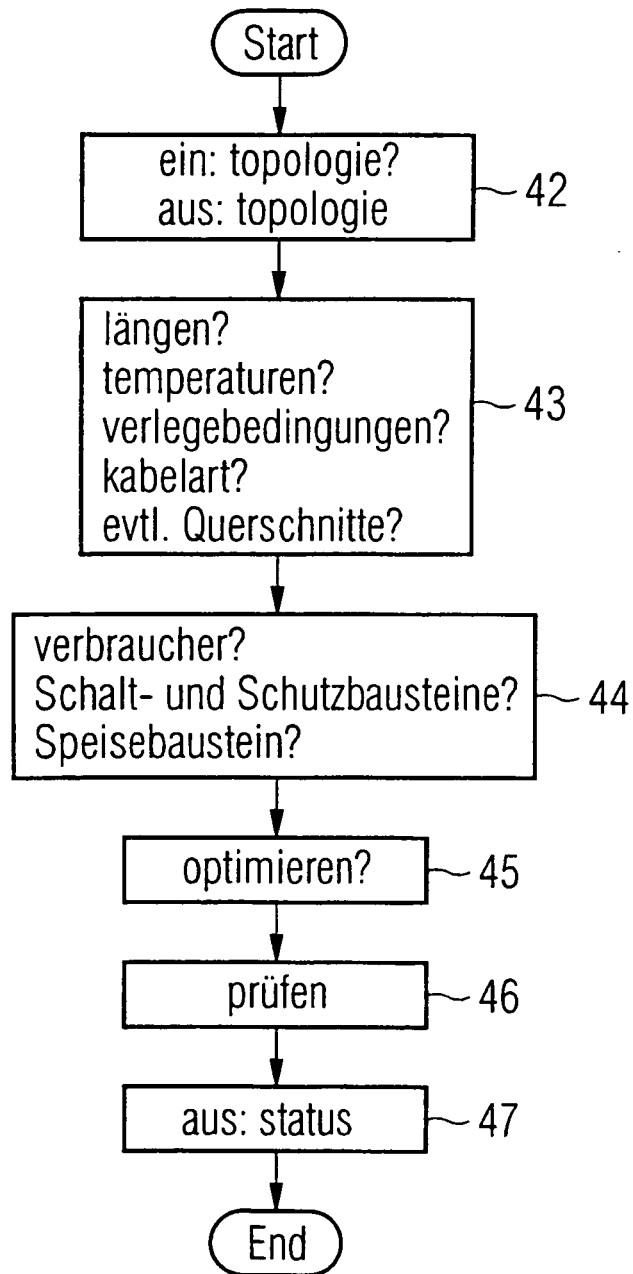 Start
ein: topologie?
aus: topologie
42
längen?
temperaturen?
verlegebedingungen?
kabelart?
evtl. Querschnitte?
43
verbraucher?
Schalt- und Schutzbausteine?
Speisebaustein?
44
optimieren?
45
prüfen
46
aus: status
47
End